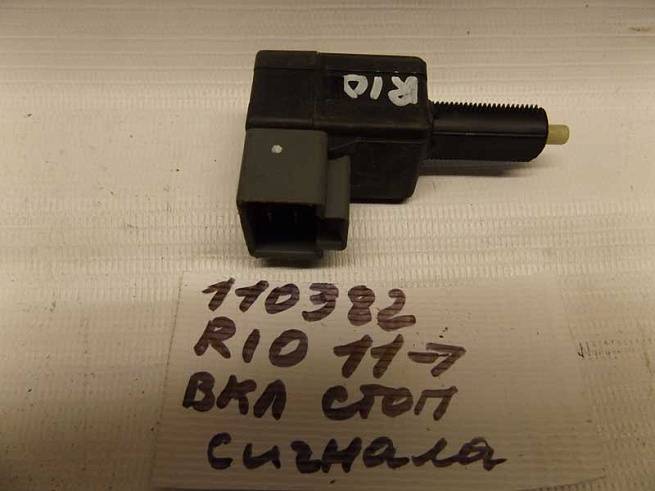 RIO
110382
RIO 11→
ВКЛ СТОП
сигнала